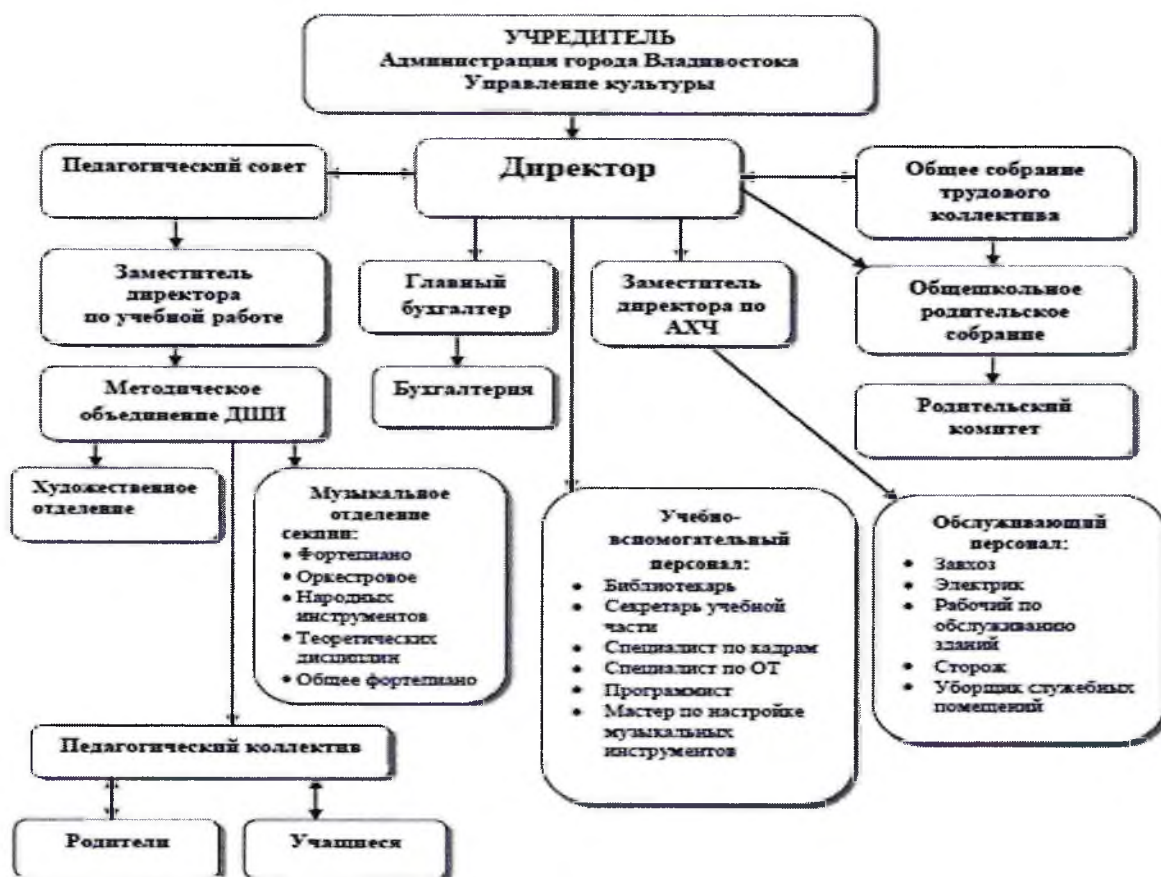 УЧРЕДИТЕЛЬ
Администрация города Владивостока
Управление культуры
Педагогический совет
Директор
Общее собрание
трудового
коллектива
Заместитель
директора
по учебной работе
Главный
бухгалтер
Заместитель
директора по
АХЧ
Общешкольное
родительское
собрание
Методическое
объединение ДШИ
Бухгалтерия
Родительский
комитет
Художественное
отделение
Музыкальное
отделение
секции:
• Фортепиано
• Оркестровое
• Народных
инструментов
• Теоретических
дисциплин
• Общее фортепиано
Учебно-
вспомогательный
персонал:
• Библиотекарь
• Секретарь учебной
части
• Специалист по кадрам
• Специалист по ОТ
• Программист
• Мастер по настройке
музыкальных
инструментов
Обслуживающий
персонал:
• Завхоз
• Электрик
• Рабочий по
обслуживанию
зданий
• Сторож
• Уборщик служебных
помещений
Педагогический коллектив
Родители
Учащиеся